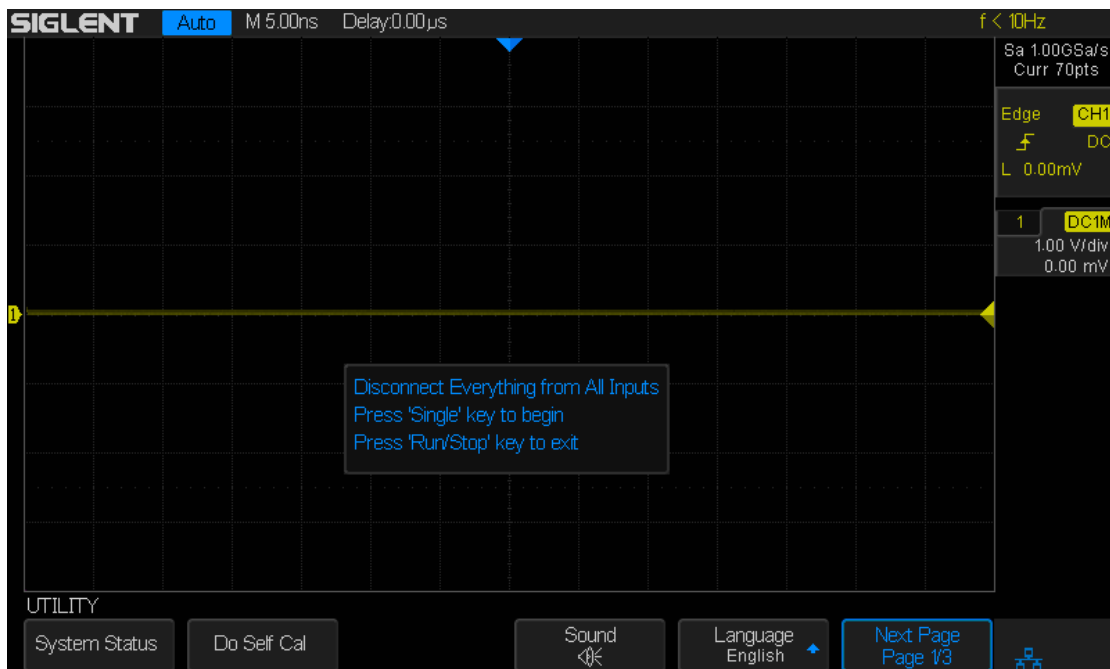 SIGLENT Auto M 5.00ns Delay:0.00μs f < 10Hz
Sa 1.00GSa/s
Curr 70pts
Edge CH1
DC
L 0.00mV
1 DC1M
1.00 V/div
0.00 mV
1
Disconnect Everything from All Inputs
Press 'Single' key to begin
Press 'Run/Stop' key to exit
UTILITY
System Status Do Self Cal Sound Language Next Page
English Page 1/3